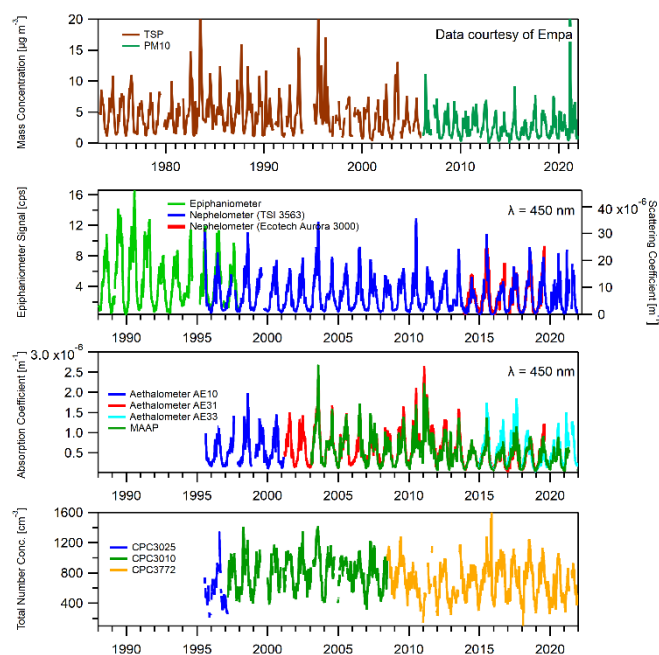 Mass Concentration [µg m-3]
20
15
10
5
0
TSP
PM10
Data courtesy of Empa
1980 1990 2000 2010 2020
Epiphaniometer Signal [cps]
16
12
8
4
Epiphaniometer
Nephelometer (TSI 3563)
Nephelometer (Ecotech Aurora 3000)
λ = 450 nm
40 x10-6
30
20
10
0
Scattering Coefficient [m-1]
1990 1995 2000 2005 2010 2015 2020
Absorption Coefficient [m-1]
3.0 x10-6
2.5
2.0
1.5
1.0
0.5
Aethalometer AE10
Aethalometer AE31
Aethalometer AE33
MAAP
λ = 450 nm
1990 1995 2000 2005 2010 2015 2020
Total Number Conc. [cm-3]
1600
1200
800
400
CPC3025
CPC3010
CPC3772
1990 1995 2000 2005 2010 2015 2020